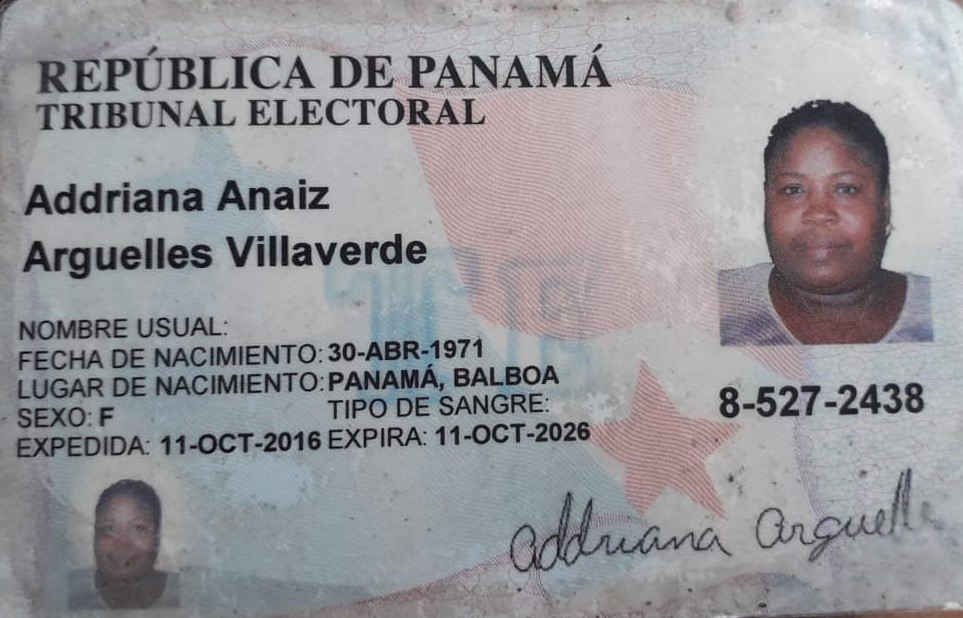 REPÚBLICA DE PANAMÁ
TRIBUNAL ELECTORAL
Addriana Anaiz
Arguelles Villaverde
NOMBRE USUAL:
FECHA DE NACIMIENTO: 30-ABR-1971
LUGAR DE NACIMIENTO: PANAMÁ, BALBOA
SEXO: F TIPO DE SANGRE:
EXPEDIDA: 11-OCT-2016 EXPIRA: 11-OCT-2026
8-527-2438
Addriana Arguelle